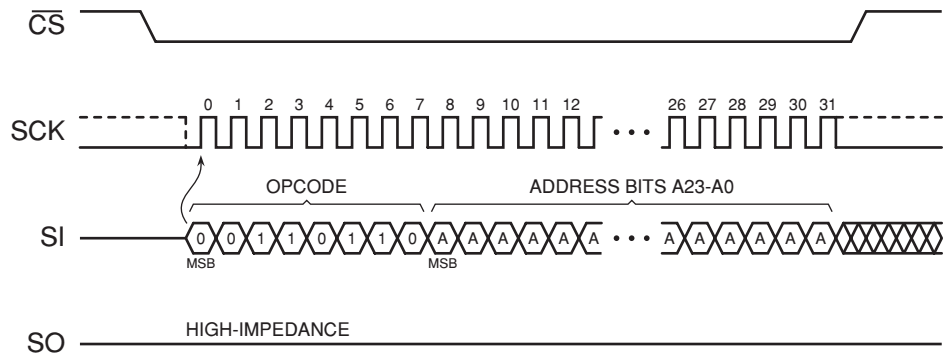 CS
0 1 2 3 4 5 6 7 8 9 10 11 12 26 27 28 29 30 31
SCK
OPCODE ADDRESS BITS A23-A0
SI 0 0 1 1 0 1 1 0 A A A A A A A A A A A A
MSB MSB
HIGH-IMPEDANCE
SO